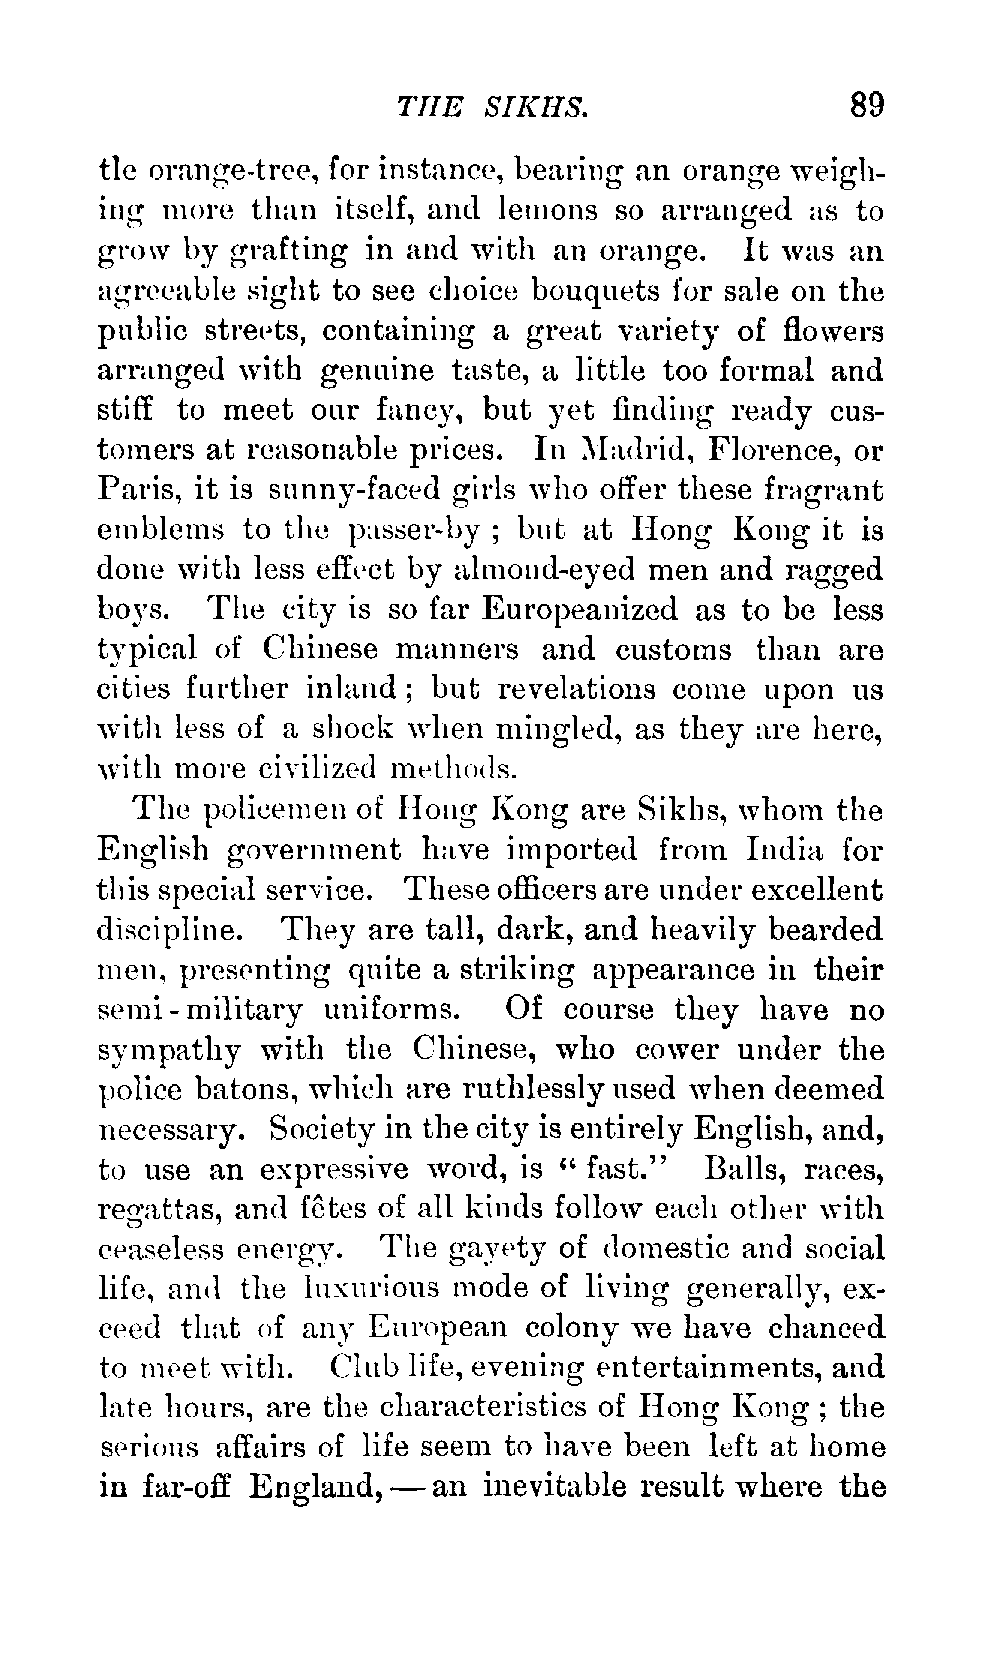 THE SIKHS. 89
tle orange-tree, for instance, bearing an orange weigh-
ing more than itself, and lemons so arranged as to
grow by grafting in and with an orange. It was an
agreeable sight to see choice bouquets for sale on the
public streets, containing a great variety of flowers
arranged with genuine taste, a little too formal and
stiff to meet our fancy, but yet finding ready cus-
tomers at reasonable prices. In Madrid, Florence, or
Paris, it is sunny-faced girls who offer these fragrant
emblems to the passer-by ; but at Hong Kong it is
done with less effect by almond-eyed men and ragged
boys. The city is so far Europeanized as to be less
typical of Chinese manners and customs than are
cities further inland ; but revelations come upon us
with less of a shock when mingled, as they are here,
with more civilized methods.
The policemen of Hong Kong are Sikhs, whom the
English government have imported from India for
this special service. These officers are under excellent
discipline. They are tall, dark, and heavily bearded
men, presenting quite a striking appearance in their
semi-military uniforms. Of course they have no
sympathy with the Chinese, who cower under the
police batons, which are ruthlessly used when deemed
necessary. Society in the city is entirely English, and,
to use an expressive word, is “ fast.” Balls, races,
regattas, and fêtes of all kinds follow each other with
ceaseless energy. The gayety of domestic and social
life, and the luxurious mode of living generally, ex-
ceed that of any European colony we have chanced
to meet with. Club life, evening entertainments, and
late hours, are the characteristics of Hong Kong ; the
serious affairs of life seem to have been left at home
in far-off England, — an inevitable result where the